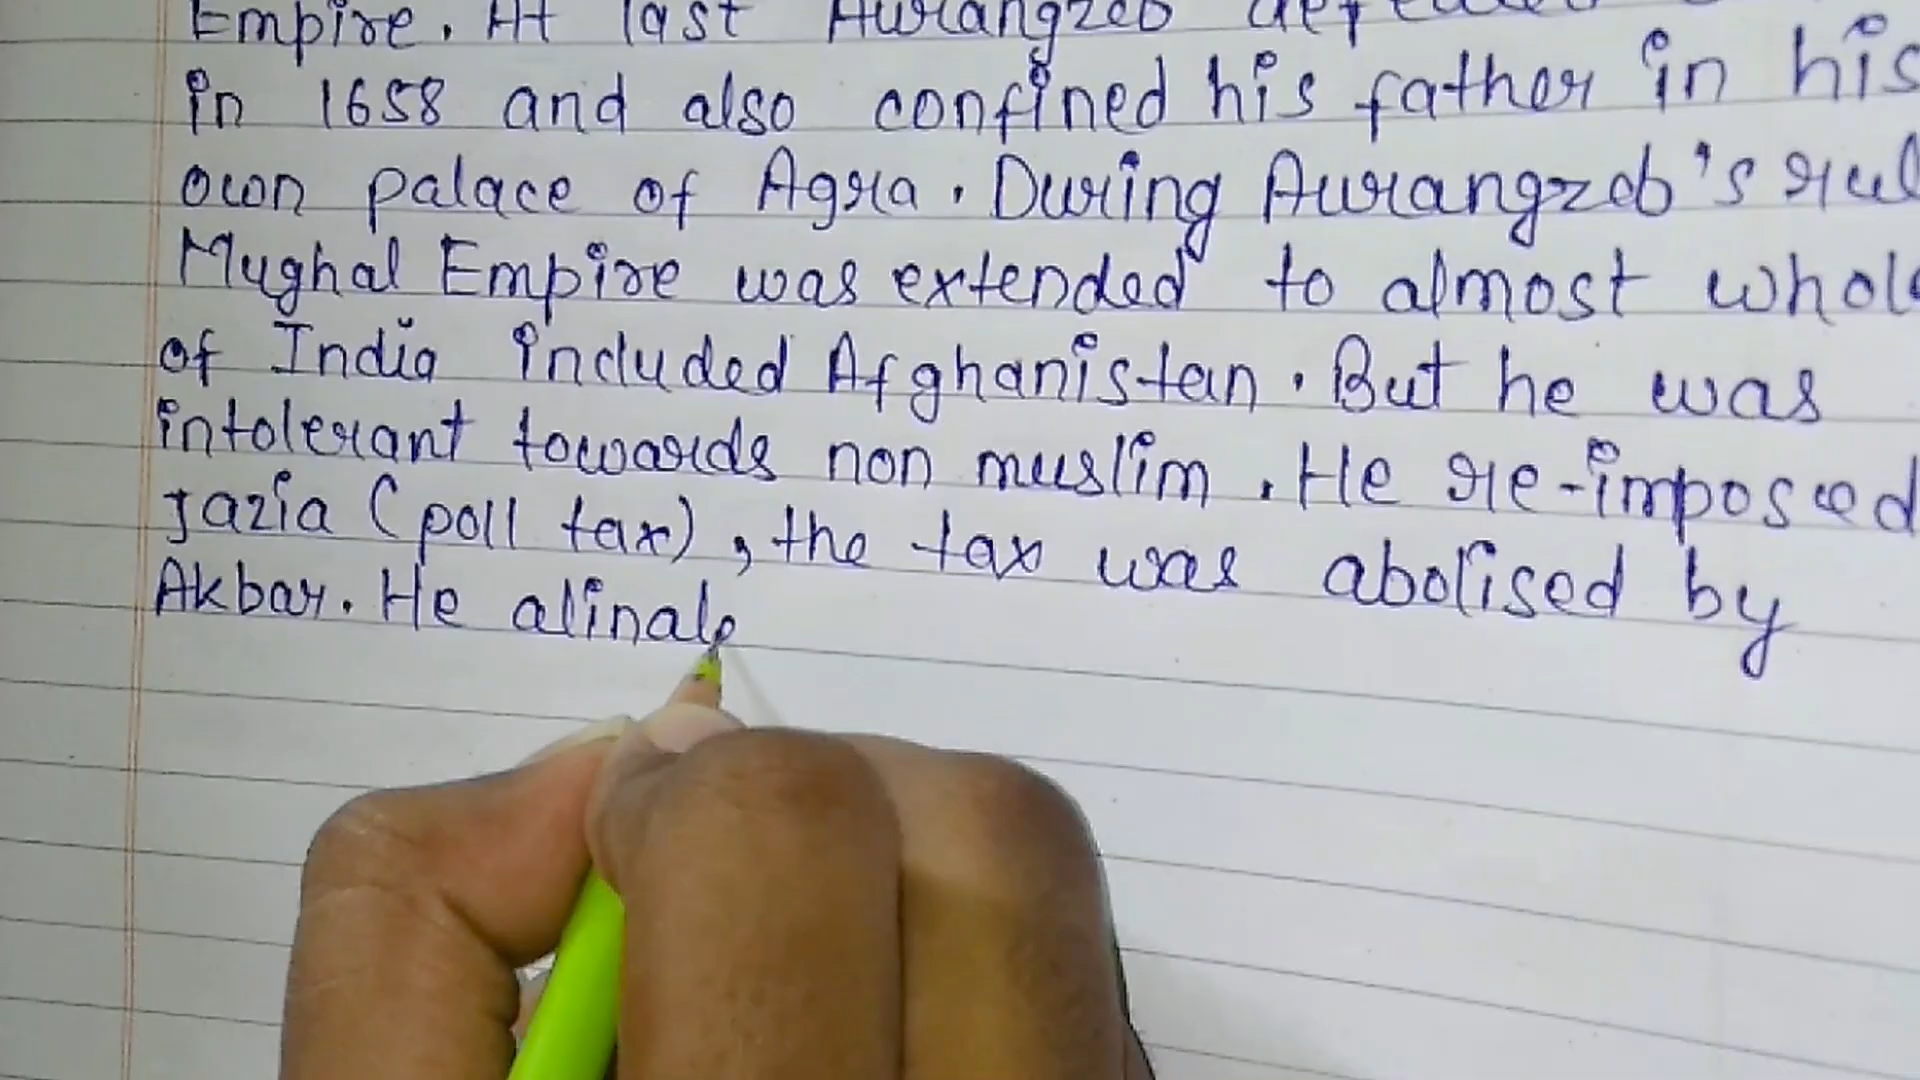 Empire. At last Aurangzeb
in 1658 and also confined his father in his
own palace of Agra. During Aurangzeb's rul
Mughal Empire was extended to almost whole
of India included Afghanistan. But he was
intolerant towards non muslim. He re-imposed
Jazia (poll tax), the tax was abolised by
Akbar. He alinale